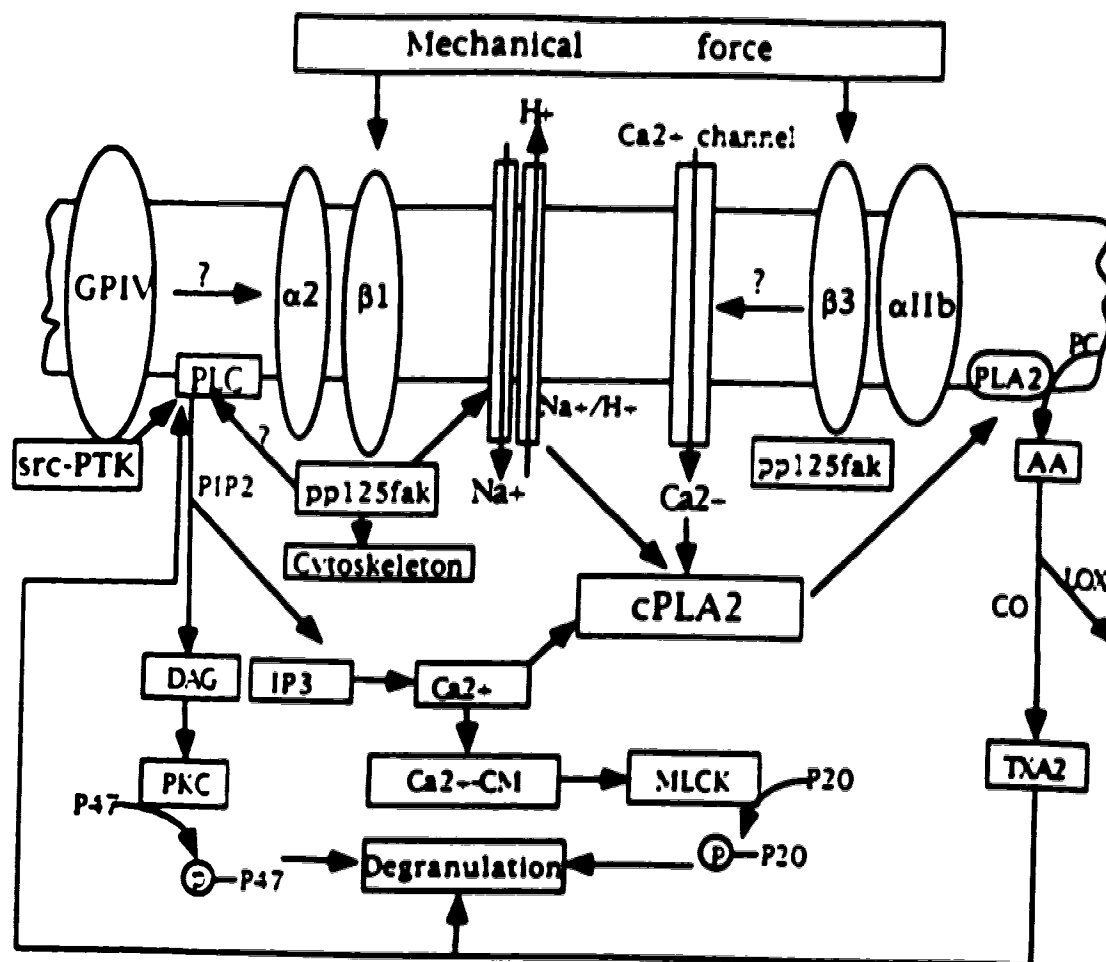 Mechanical force
H+
Ca2+ channel
GPIV
?
α2
β1
?
β3
αIIb
PC
PLC
PLA2
Na+/H+
?
src-PTK
PIP2
pp125fak
Na+
Ca2+
pp125fak
AA
Cytoskeleton
cPLA2
CO
LOX
DAG
IP3
Ca2+
PKC
Ca2+-CM
MLCK
P20
TXA2
P47
P-P47
Degranulation
P-P20